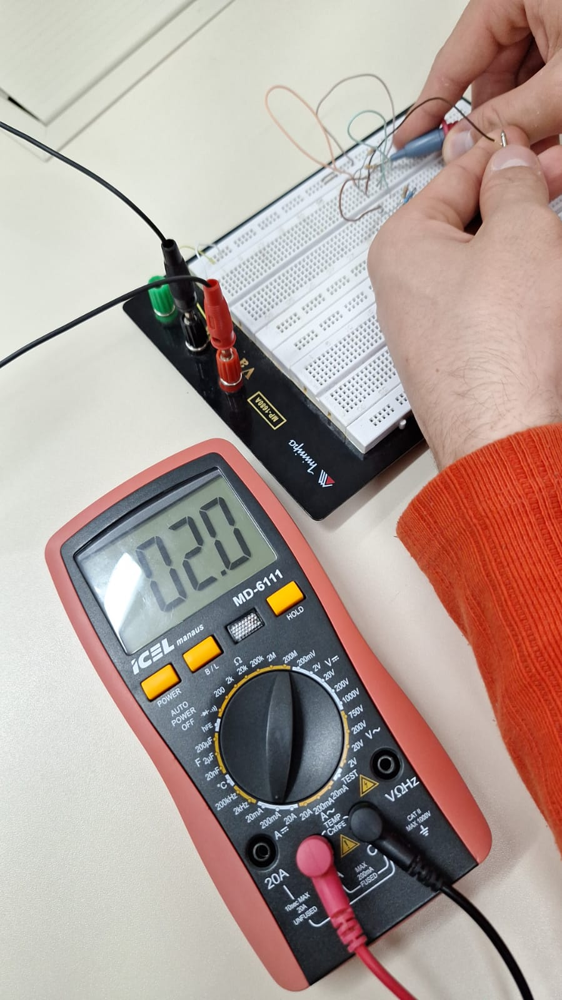 V a
MP-1680A
Minipa
02.0
MD-6111
HOLD
ICEL manaus
B / L
POWER
AUTO
POWER
OFF
Ω
200
2k
20k
200k
2M
200M
200mV
2V
V
20V
200V
1000V
750V
200V
V~
20V
2V
TEST
20mA
200mA
A~
20A
20A
200mA
20mA
A
2kHz
200kHz
°C
20nF
F 2µF
200µF
hFE
TEMP
CxhFE
VΩHz
CAT II
MAX 1000V
20A
10sec MAX
20A
UNFUSED
MAX
200mA
FUSED